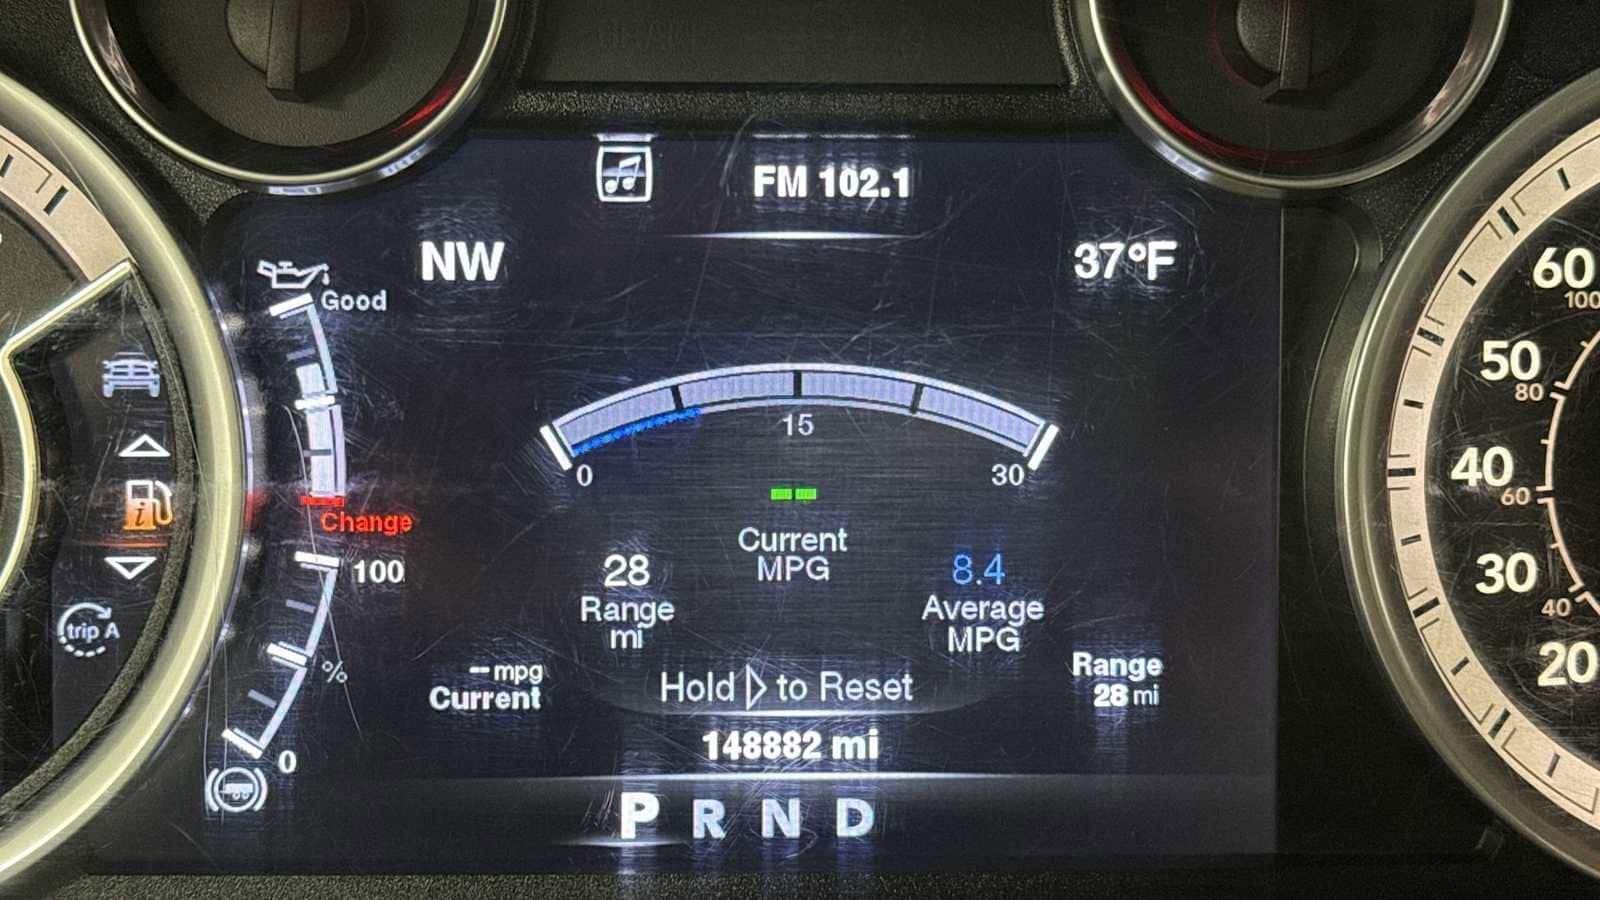 FM 102.1
NW
37°F
Good
Change
100
%
0
0
15
30
--
Current
MPG
28
Range
mi
8.4
Average
MPG
-- mpg
Current
Hold ▷ to Reset
Range
28 mi
148882 mi
P R N D
i
trip A
60
100
50
80
40
60
30
40
20